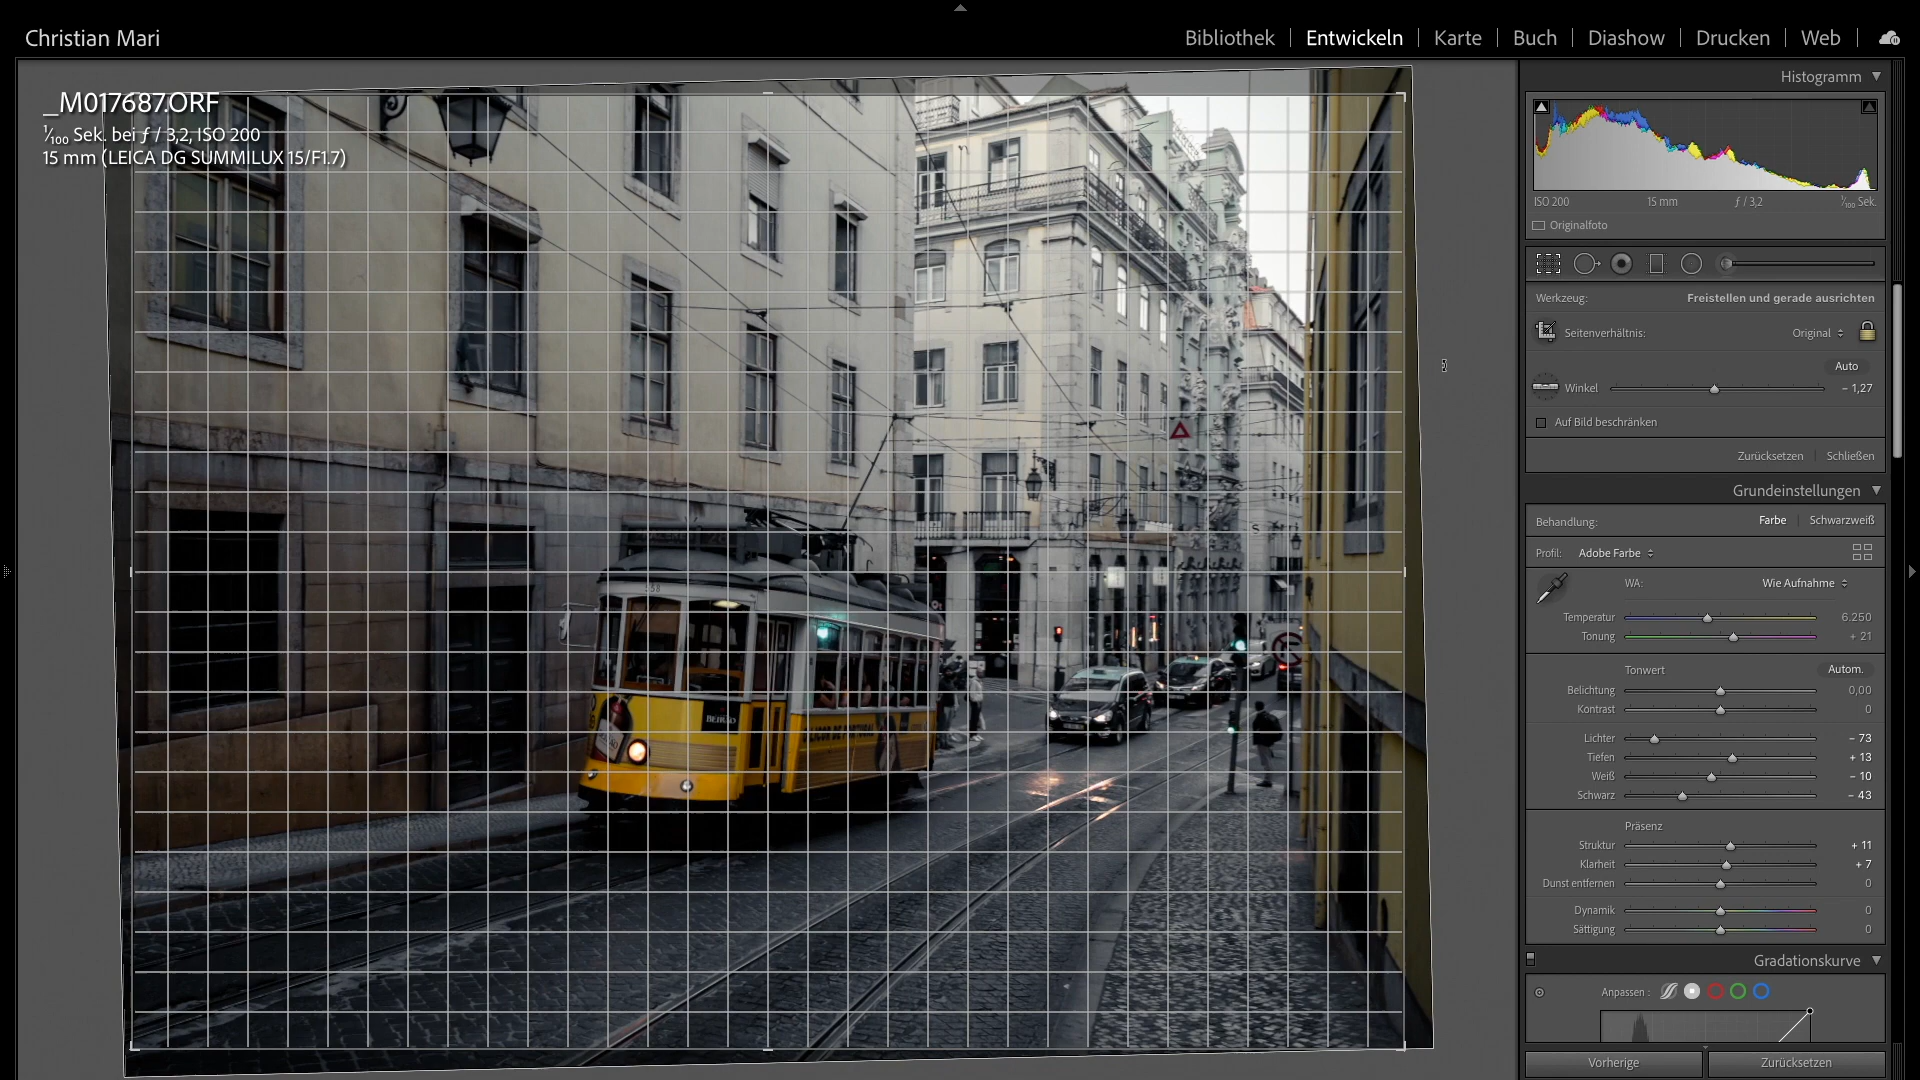 Christian Mari
Bibliothek | Entwickeln | Karte | Buch | Diashow | Drucken | Web
_M017687.ORF
1/100 Sek. bei ƒ / 3,2, ISO 200
15 mm (LEICA DG SUMMILUX 15/F1.7)
Histogramm
ISO 200 15 mm ƒ / 3,2 1/100 Sek.
Originalfoto
Werkzeug: Freistellen und gerade ausrichten
Seitenverhältnis: Original
Auto
Winkel − 1,27
Auf Bild beschränken
Zurücksetzen | Schließen
Grundeinstellungen
Behandlung: Farbe | Schwarzweiß
Profil: Adobe Farbe
WA: Wie Aufnahme
Temperatur 6.250
Tonung + 21
Tonwert Autom.
Belichtung 0,00
Kontrast 0
Lichter − 73
Tiefen + 13
Weiß − 10
Schwarz − 43
Präsenz
Struktur + 11
Klarheit + 7
Dunst entfernen 0
Dynamik 0
Sättigung 0
Gradationskurve
Anpassen :
Vorherige Zurücksetzen